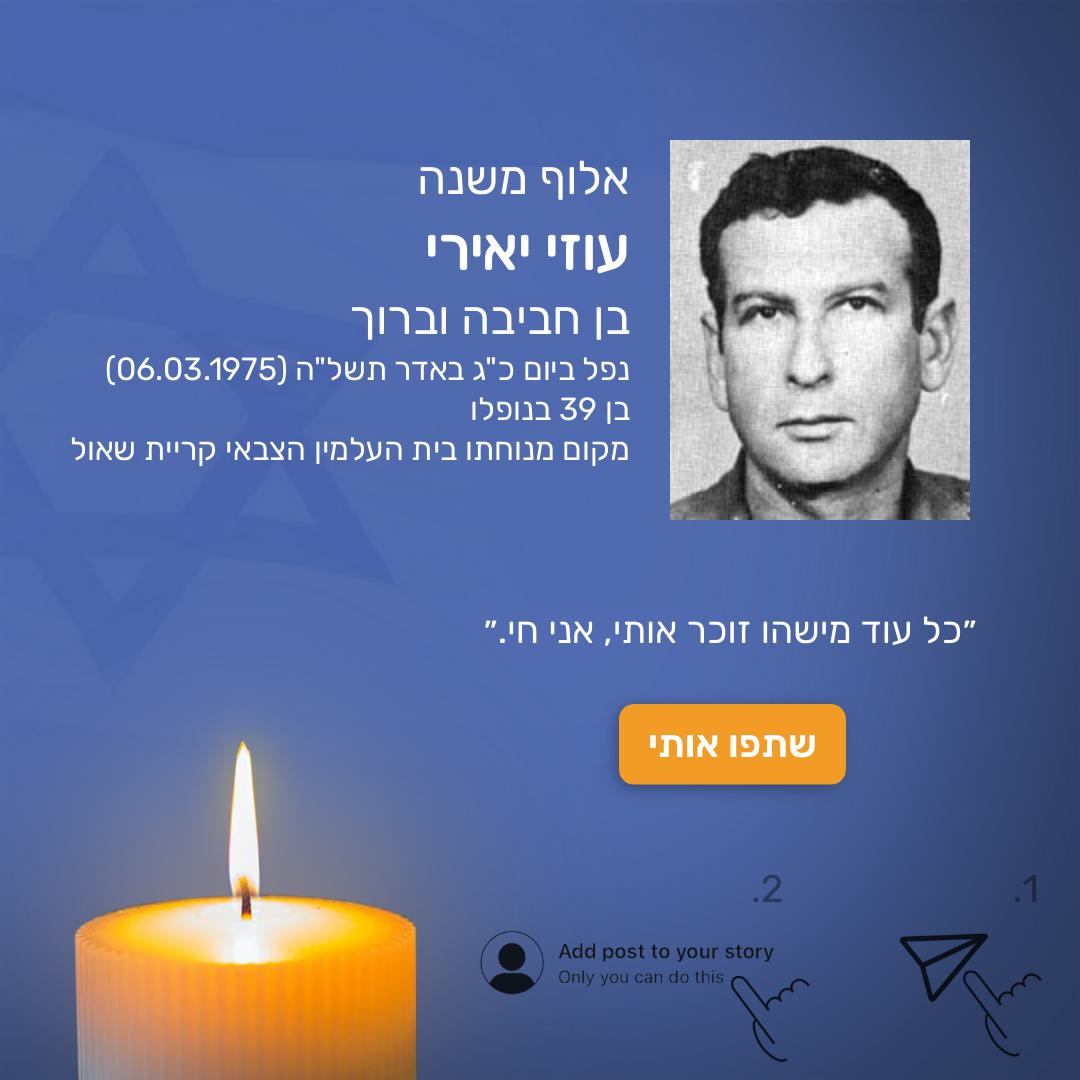 אלוף משנה
עוזי יאירי
בן חביבה וברוך
נפל ביום כ"ג באדר תשל"ה (06.03.1975)
בן 39 בנופלו
מקום מנוחתו בית העלמין הצבאי קריית שאול
״כל עוד מישהו זוכר אותי, אני חי.״
שתפו אותי
.1
.2
Add post to your story
Only you can do this